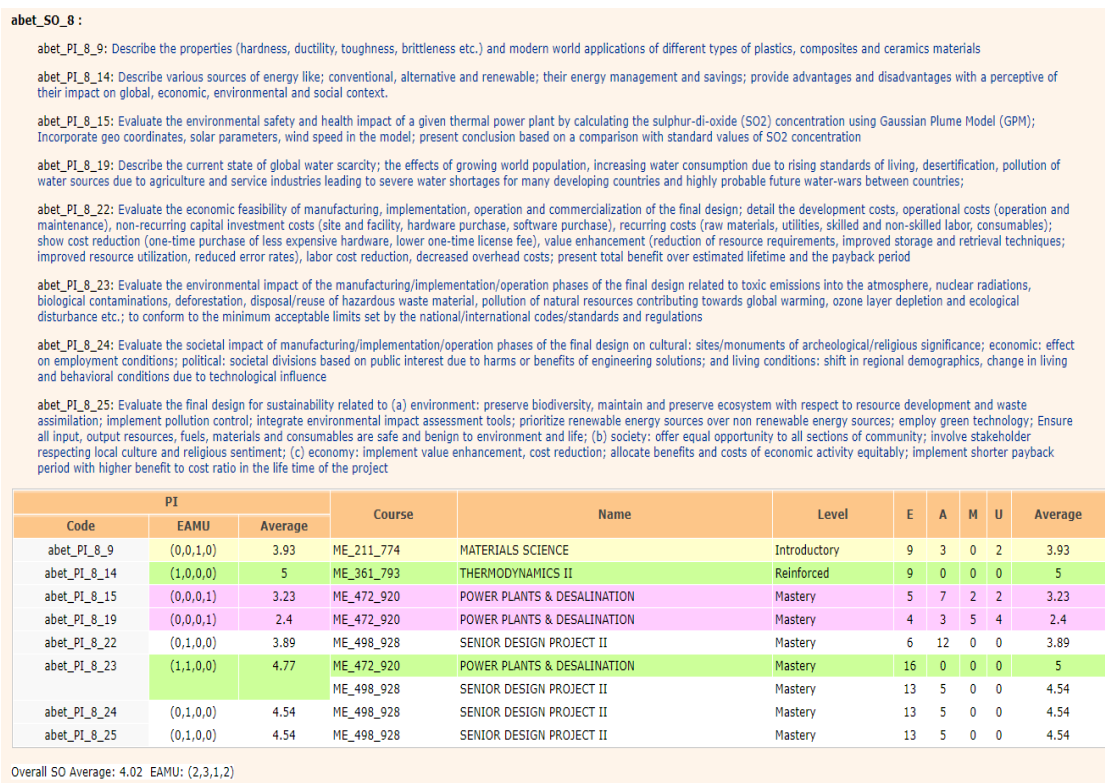 abet_SO_8 :
abet_PI_8_9: Describe the properties (hardness, ductility, toughness, brittleness etc.) and modern world applications of different types of plastics, composites and ceramics materials
abet_PI_8_14: Describe various sources of energy like; conventional, alternative and renewable; their energy management and savings; provide advantages and disadvantages with a perceptive of
their impact on global, economic, environmental and social context.
abet_PI_8_15: Evaluate the environmental safety and health impact of a given thermal power plant by calculating the sulphur-di-oxide (SO2) concentration using Gaussian Plume Model (GPM);
Incorporate geo coordinates, solar parameters, wind speed in the model; present conclusion based on a comparison with standard values of SO2 concentration
abet_PI_8_19: Describe the current state of global water scarcity; the effects of growing world population, increasing water consumption due to rising standards of living, desertification, pollution of
water sources due to agriculture and service industries leading to severe water shortages for many developing countries and highly probable future water-wars between countries;
abet_PI_8_22: Evaluate the economic feasibility of manufacturing, implementation, operation and commercialization of the final design; detail the development costs, operational costs (operation and
maintenance), non-recurring capital investment costs (site and facility, hardware purchase, software purchase), recurring costs (raw materials, utilities, skilled and non-skilled labor, consumables);
show cost reduction (one-time purchase of less expensive hardware, lower one-time license fee), value enhancement (reduction of resource requirements, improved storage and retrieval techniques;
improved resource utilization, reduced error rates), labor cost reduction, decreased overhead costs; present total benefit over estimated lifetime and the payback period
abet_PI_8_23: Evaluate the environmental impact of the manufacturing/implementation/operation phases of the final design related to toxic emissions into the atmosphere, nuclear radiations,
biological contaminations, deforestation, disposal/reuse of hazardous waste material, pollution of natural resources contributing towards global warming, ozone layer depletion and ecological
disturbance etc.; to conform to the minimum acceptable limits set by the national/international codes/standards and regulations
abet_PI_8_24: Evaluate the societal impact of manufacturing/implementation/operation phases of the final design on cultural: sites/monuments of archeological/religious significance; economic: effect
on employment conditions; political: societal divisions based on public interest due to harms or benefits of engineering solutions; and living conditions: shift in regional demographics, change in living
and behavioral conditions due to technological influence
abet_PI_8_25: Evaluate the final design for sustainability related to (a) environment: preserve biodiversity, maintain and preserve ecosystem with respect to resource development and waste
assimilation; implement pollution control; integrate environmental impact assessment tools; prioritize renewable energy sources over non renewable energy sources; employ green technology; Ensure
all input, output resources, fuels, materials and consumables are safe and benign to environment and life; (b) society: offer equal opportunity to all sections of community; involve stakeholder
respecting local culture and religious sentiment; (c) economy: implement value enhancement, cost reduction; allocate benefits and costs of economic activity equitably; implement shorter payback
period with higher benefit to cost ratio in the life time of the project
PI Course Name Level E A M U Average
Code EAMU Average
abet_PI_8_9 (0,0,1,0) 3.93 ME_211_774 MATERIALS SCIENCE Introductory 9 3 0 2 3.93
abet_PI_8_14 (1,0,0,0) 5 ME_361_793 THERMODYNAMICS II Reinforced 9 0 0 0 5
abet_PI_8_15 (0,0,0,1) 3.23 ME_472_920 POWER PLANTS & DESALINATION Mastery 5 7 2 2 3.23
abet_PI_8_19 (0,0,0,1) 2.4 ME_472_920 POWER PLANTS & DESALINATION Mastery 4 3 5 4 2.4
abet_PI_8_22 (0,1,0,0) 3.89 ME_498_928 SENIOR DESIGN PROJECT II Mastery 6 12 0 0 3.89
abet_PI_8_23 (1,1,0,0) 4.77 ME_472_920 POWER PLANTS & DESALINATION Mastery 16 0 0 0 5
ME_498_928 SENIOR DESIGN PROJECT II Mastery 13 5 0 0 4.54
abet_PI_8_24 (0,1,0,0) 4.54 ME_498_928 SENIOR DESIGN PROJECT II Mastery 13 5 0 0 4.54
abet_PI_8_25 (0,1,0,0) 4.54 ME_498_928 SENIOR DESIGN PROJECT II Mastery 13 5 0 0 4.54
Overall SO Average: 4.02 EAMU: (2,3,1,2)